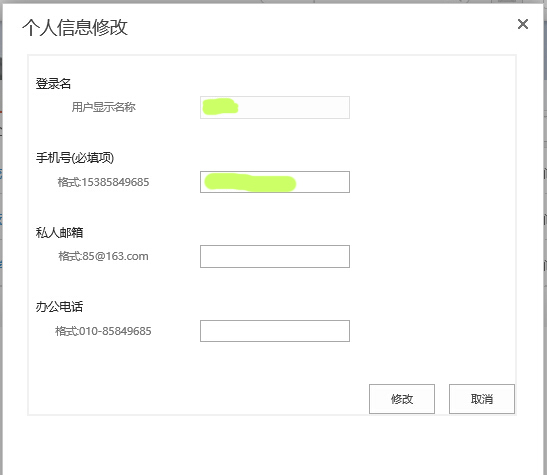 个人信息修改
登录名
用户显示名称
手机号(必填项)
格式:15385849685
私人邮箱
格式:85@163.com
办公电话
格式:010-85849685
修改 取消